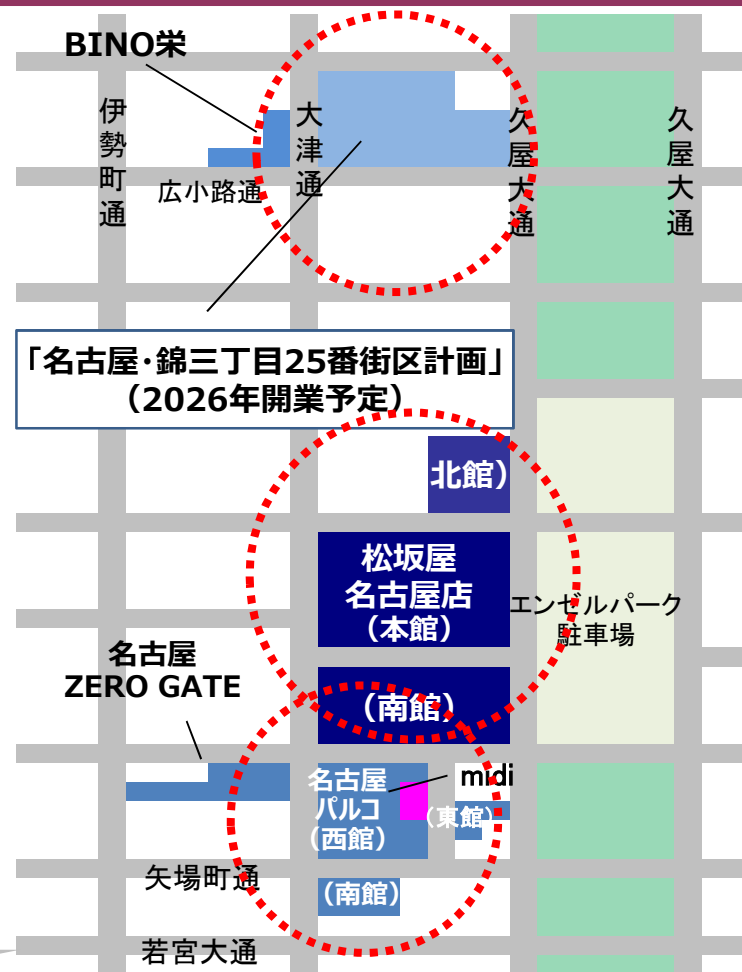 BINO栄
伊勢町通
大津通
久屋大通
久屋大通
広小路通
「名古屋・錦三丁目25番街区計画」
（2026年開業予定）
北館）
松坂屋
名古屋店
（本館）
エンゼルパーク
駐車場
名古屋
ZERO GATE
（南館）
名古屋
パルコ
（西館）
midi
（東館）
矢場町通
（南館）
若宮大通